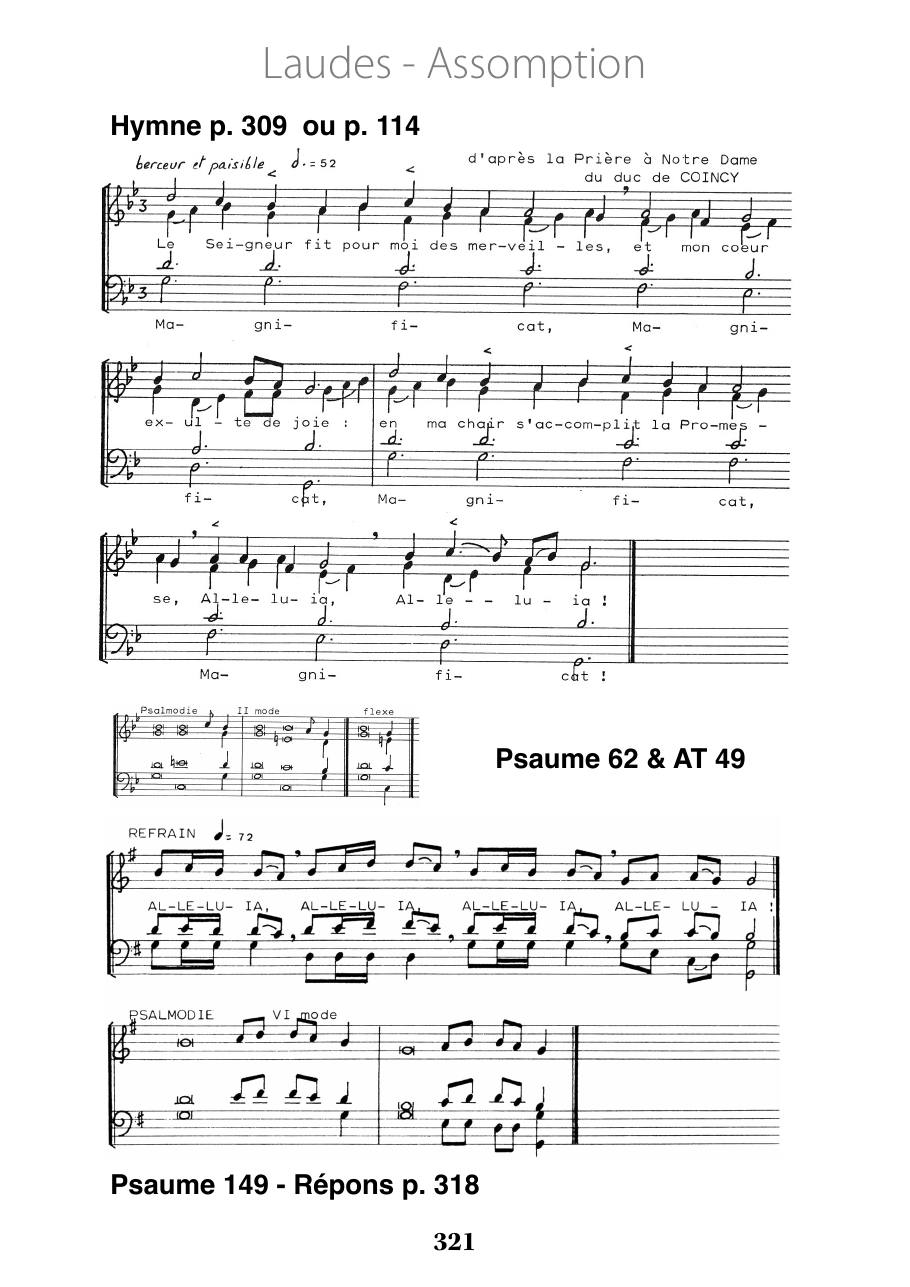 Laudes - Assomption
Hymne p. 309 ou p. 114
berceur et paisible = 52
d'après la Prière à Notre Dame
du duc de COINCY
Le Sei-gneur fit pour moi des mer-veil - les, et mon coeur
Ma- gni- fi- cat, Ma- gni-
ex- ul - te de joie : en ma chair s'ac-com-plit la Pro-mes -
fi- cat, Ma- gni- fi- cat,
se, Al-le- lu- ia, Al- le - - lu - ia !
Ma- gni- fi- cat !
Psalmodie II mode flexe
Psaume 62 & AT 49
REFRAIN = 72
AL-LE-LU- IA, AL-LE-LU- IA, AL-LE-LU- IA, AL-LE- LU - IA !
PSALMODIE VI mode
Psaume 149 - Répons p. 318
321